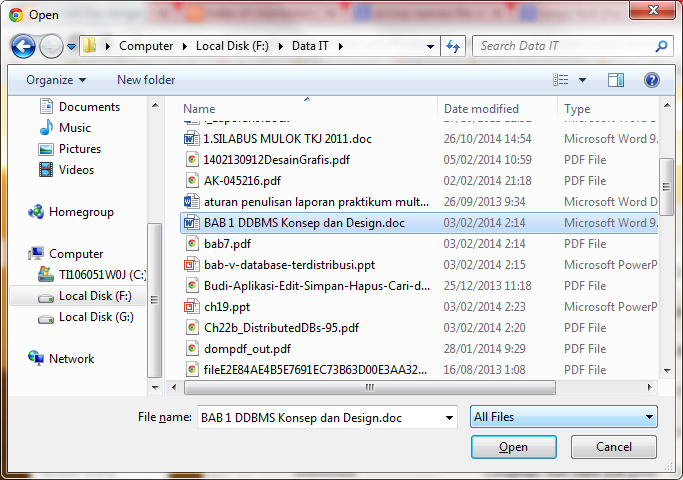 Open
Computer Local Disk (F:) Data IT Search Data IT
Organize New folder
Name Date modified Type
Documents
Music
Pictures
Videos
Homegroup
Computer
TI106051W0J (C:)
Local Disk (F:)
Local Disk (G:)
Network
1.SILABUS MULOK TKJ 2011.doc 26/10/2014 14:54 Microsoft Word 9.
1402130912DesainGrafis.pdf 05/02/2014 10:59 PDF File
AK-045216.pdf 02/02/2014 21:18 PDF File
aturan penulisan laporan praktikum mult... 26/09/2013 9:34 Microsoft Word D
BAB 1 DDBMS Konsep dan Design.doc 03/02/2014 2:14 Microsoft Word 9.
bab7.pdf 03/02/2014 2:14 PDF File
bab-v-database-terdistribusi.ppt 03/02/2014 2:15 Microsoft PowerP
Budi-Aplikasi-Edit-Simpan-Hapus-Cari-d... 25/12/2013 11:18 PDF File
ch19.ppt 03/02/2014 2:23 Microsoft PowerP
Ch22b_DistributedDBs-95.pdf 03/02/2014 2:20 PDF File
dompdf_out.pdf 28/01/2014 9:29 PDF File
fileE2E84AE4B5E7691EC73B63D00E3AA32... 16/08/2013 1:08 PDF File
File name: BAB 1 DDBMS Konsep dan Design.doc All Files
Open Cancel